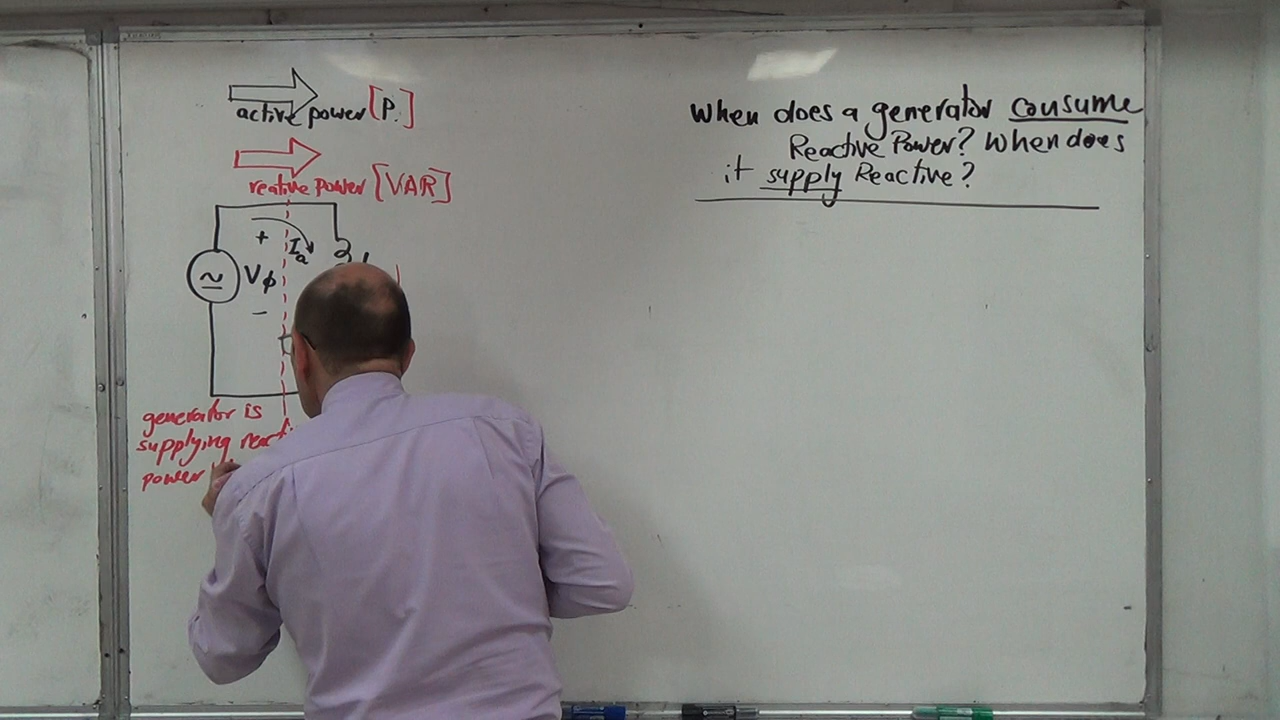 active power [P.]
reative power [VAR]
+
Ia
Vφ
~
−
generator is
supplying
power
When does a generator consume
Reactive Power? When does
it supply Reactive?